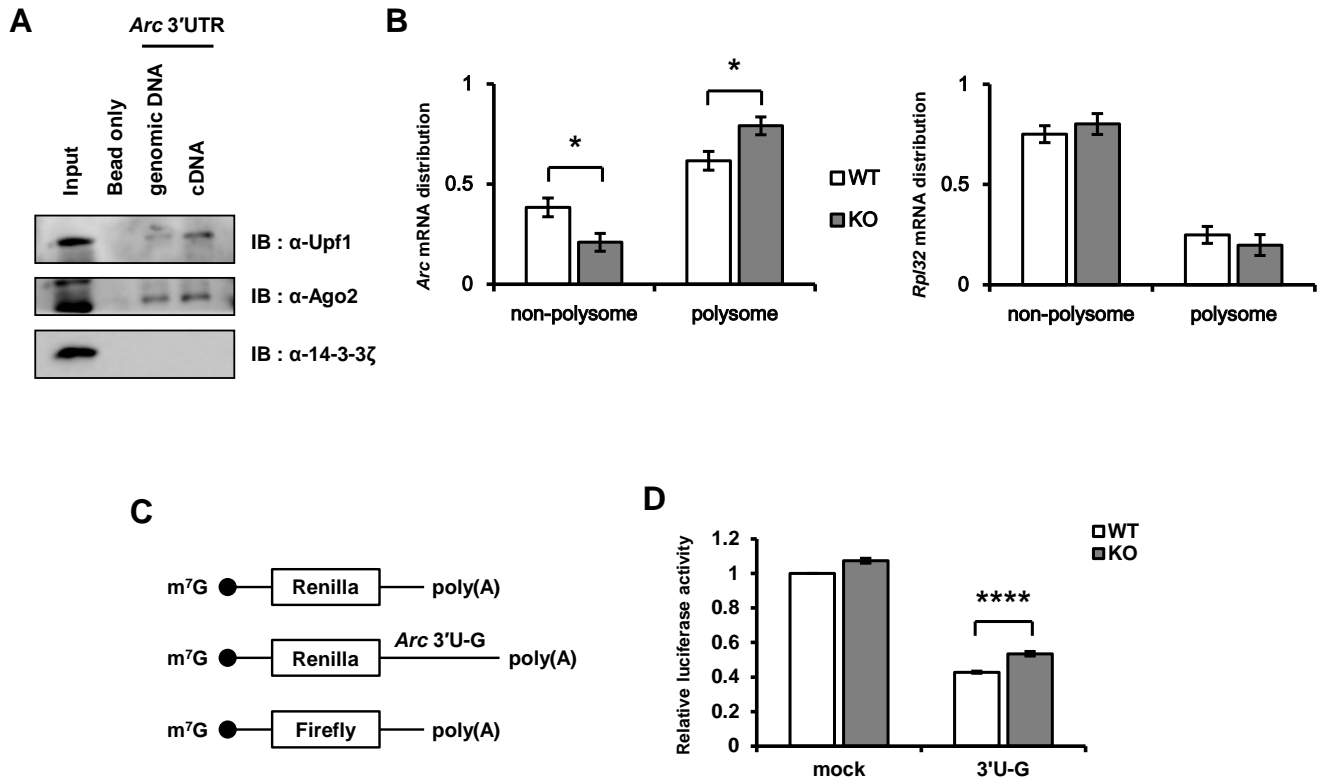 A
Arc 3′UTR
Input
Bead only
genomic DNA
cDNA
IB : α-Upf1
IB : α-Ago2
IB : α-14-3-3ζ
B
Arc mRNA distribution
1
0.5
0
*
*
non-polysome
polysome
WT
KO
Rpl32 mRNA distribution
1
0.5
0
non-polysome
polysome
C
m⁷G
Renilla
poly(A)
m⁷G
Renilla
Arc 3′U-G
poly(A)
m⁷G
Firefly
poly(A)
D
Relative luciferase activity
1.2
1
0.8
0.6
0.4
0.2
0
****
mock
3'U-G
WT
KO